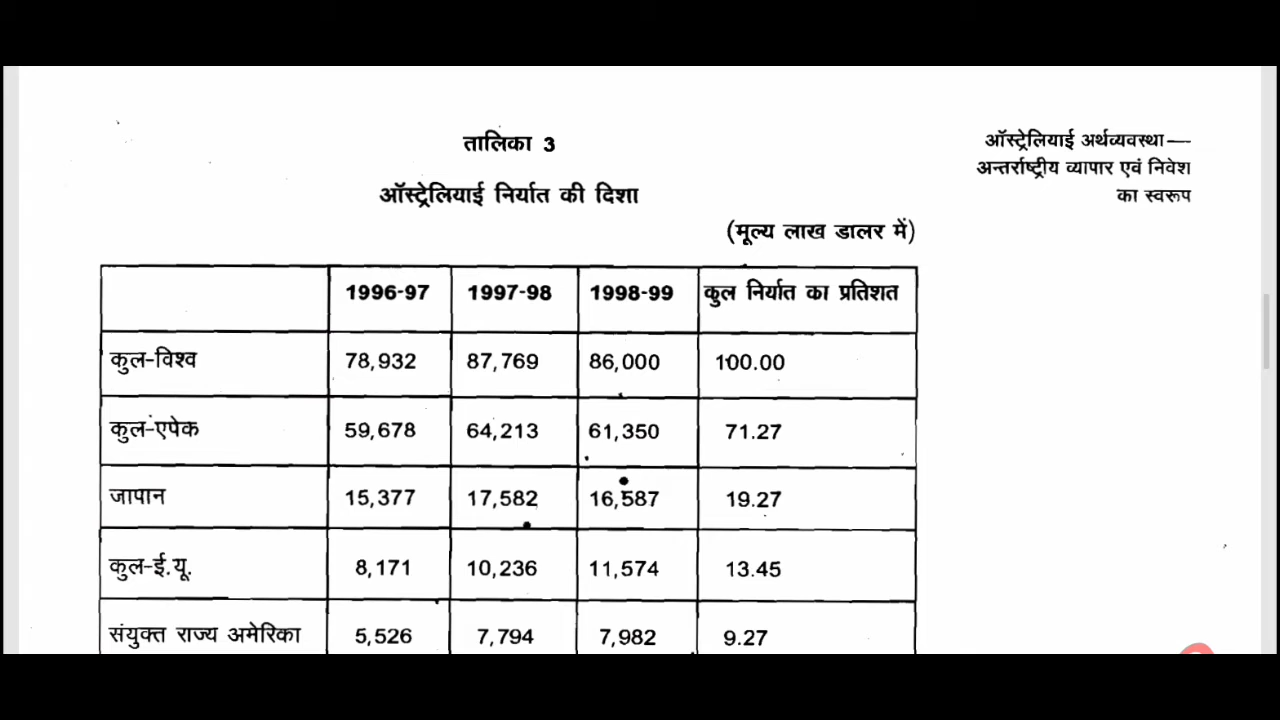 तालिका 3
ऑस्ट्रेलियाई अर्थव्यवस्था—
अन्तर्राष्ट्रीय व्यापार एवं निवेश
का स्वरूप
ऑस्ट्रेलियाई निर्यात की दिशा
(मूल्य लाख डालर में)
1996-97 1997-98 1998-99 कुल निर्यात का प्रतिशत
कुल-विश्व 78,932 87,769 86,000 100.00
कुल-एपेक 59,678 64,213 61,350 71.27
जापान 15,377 17,582 16,587 19.27
कुल-ई.यू. 8,171 10,236 11,574 13.45
संयुक्त राज्य अमेरिका 5,526 7,794 7,982 9.27